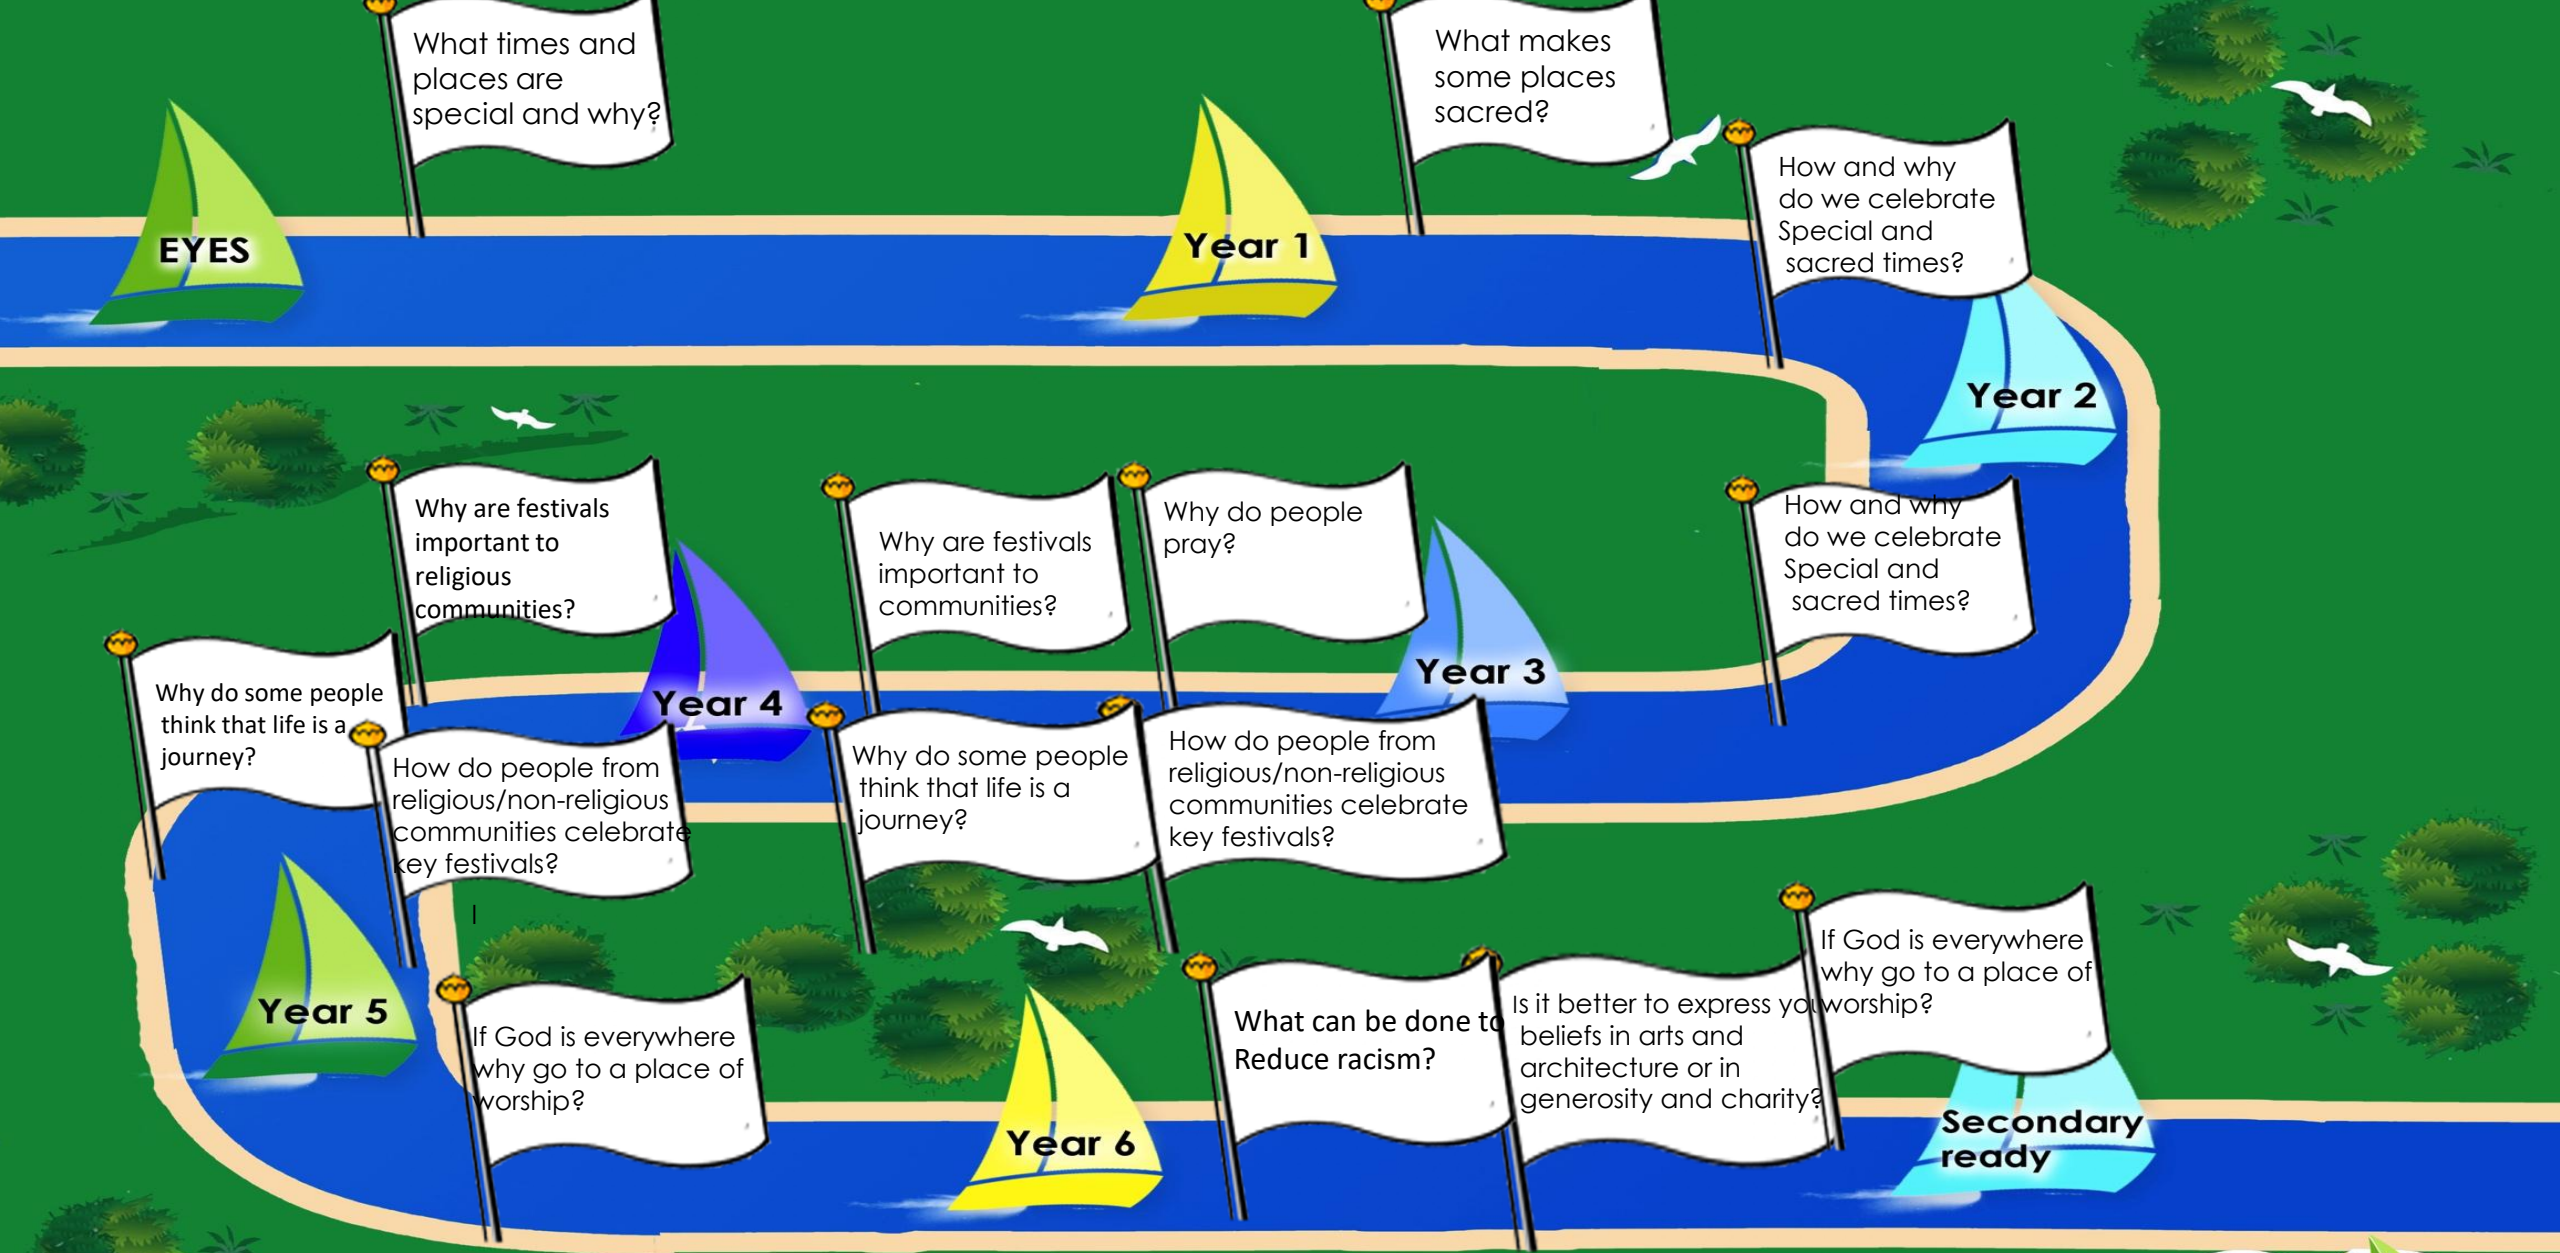 What times and
places are
special and why?
EYES
Year 1
What makes
some places
sacred?
How and why
do we celebrate
Special and
sacred times?
Year 2
How and why
do we celebrate
Special and
sacred times?
Year 3
Why do people
pray?
How do people from
religious/non-religious
communities celebrate
key festivals?
Why are festivals
important to
communities?
Why do some people
think that life is a
journey?
Year 4
Why are festivals
important to
religious
communities?
How do people from
religious/non-religious
communities celebrate
key festivals?
Why do some people
think that life is a
journey?
I
Year 5
If God is everywhere
why go to a place of
worship?
Year 6
What can be done to
Reduce racism?
Is it better to express you
beliefs in arts and
architecture or in
generosity and charity?
If God is everywhere
why go to a place of
worship?
Secondary
ready